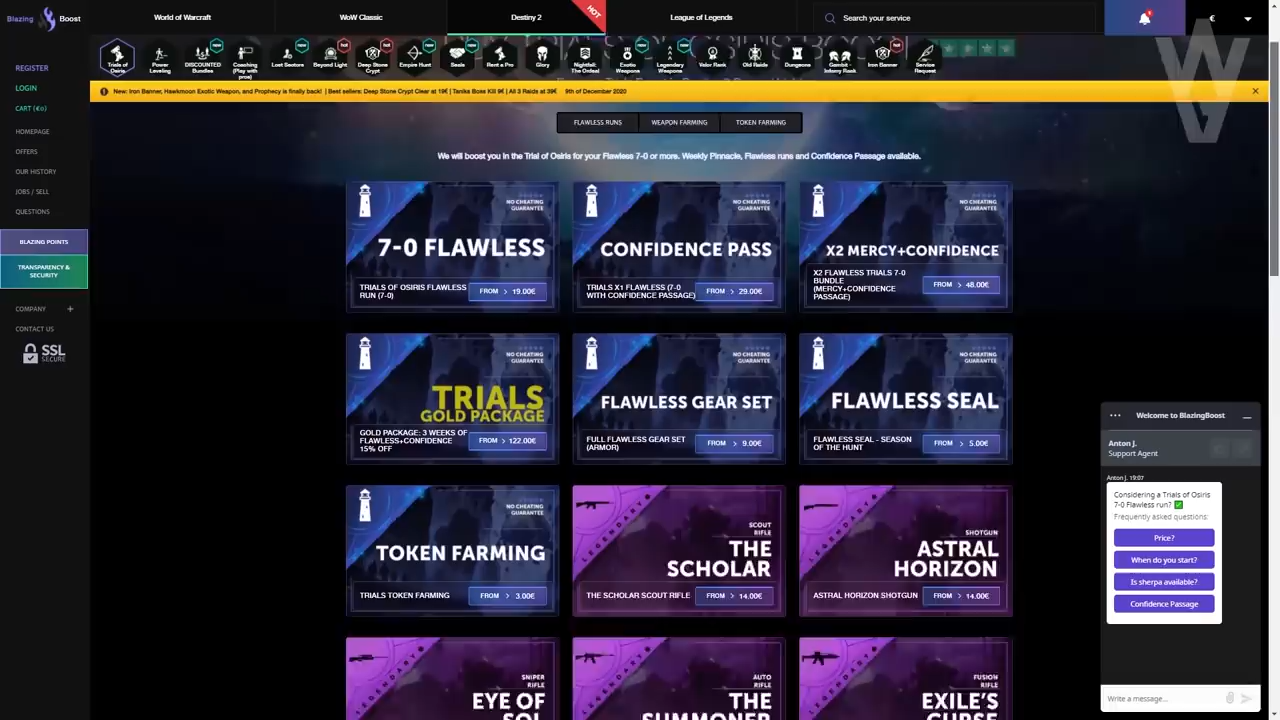 Blazing Boost
World of Warcraft
WoW Classic
Destiny 2
HOT
League of Legends
Search your service
8
€
W
Trials of
Osiris
Power
Leveling
new
DISCOUNTED
Bundles
Coaching
(Play with
pros)
new
Lost Sectors
hot
Beyond Light
hot
Deep Stone
Crypt
new
Empire Hunt
new
Seals
Rent a Pro
Glory
Nightfall:
The Ordeal
new
Exotic
Weapons
new
Legendary
Weapons
Valor Rank
Old Raids
Dungeons
Gambit -
Infamy Rank
hot
Iron Banner
Service
Request
New: Iron Banner, Hawkmoon Exotic Weapon, and Prophecy is finally back! | Best sellers: Deep Stone Crypt Clear at 19€ | Taniks Boss Kill 9€ | All 3 Raids at 39€ 9th of December 2020
REGISTER
LOGIN
CART (€0)
HOMEPAGE
OFFERS
OUR HISTORY
JOBS / SELL
QUESTIONS
BLAZING POINTS
TRANSPARENCY &
SECURITY
COMPANY +
CONTACT US
SSL
SECURE
FLAWLESS RUNS
WEAPON FARMING
TOKEN FARMING
We will boost you in the Trial of Osiris for your Flawless 7-0 or more. Weekly Pinnacle, Flawless runs and Confidence Passage available.
NO CHEATING
GUARANTEE
7-0 FLAWLESS
TRIALS OF OSIRIS FLAWLESS
RUN (7-0)
FROM > 19.00€
NO CHEATING
GUARANTEE
CONFIDENCE PASS
TRIALS X1 FLAWLESS (7-0
WITH CONFIDENCE PASSAGE)
FROM > 29.00€
NO CHEATING
GUARANTEE
X2 MERCY+CONFIDENCE
X2 FLAWLESS TRIALS 7-0
BUNDLE
(MERCY+CONFIDENCE
PASSAGE)
FROM > 48.00€
NO CHEATING
GUARANTEE
TRIALS
GOLD PACKAGE
GOLD PACKAGE: 3 WEEKS OF
FLAWLESS+CONFIDENCE
15% OFF
FROM > 122.00€
NO CHEATING
GUARANTEE
FLAWLESS GEAR SET
FULL FLAWLESS GEAR SET
(ARMOR)
FROM > 9.00€
NO CHEATING
GUARANTEE
FLAWLESS SEAL
FLAWLESS SEAL - SEASON
OF THE HUNT
FROM > 5.00€
NO CHEATING
GUARANTEE
TOKEN FARMING
TRIALS TOKEN FARMING
FROM > 3.00€
SCOUT
RIFLE
THE
SCHOLAR
THE SCHOLAR SCOUT RIFLE
FROM > 14.00€
SHOTGUN
ASTRAL
HORIZON
ASTRAL HORIZON SHOTGUN
FROM > 14.00€
SNIPER
RIFLE
EYE OF
SOL
AUTO
RIFLE
THE
SUMMONER
FUSION
RIFLE
EXILE'S
CURSE
Welcome to BlazingBoost
Anton J.
Support Agent
Anton J. 19:07
Considering a Trials of Osiris
7-0 Flawless run? ✅
Frequently asked questions:
Price?
When do you start?
Is sherpa available?
Confidence Passage
Write a message...